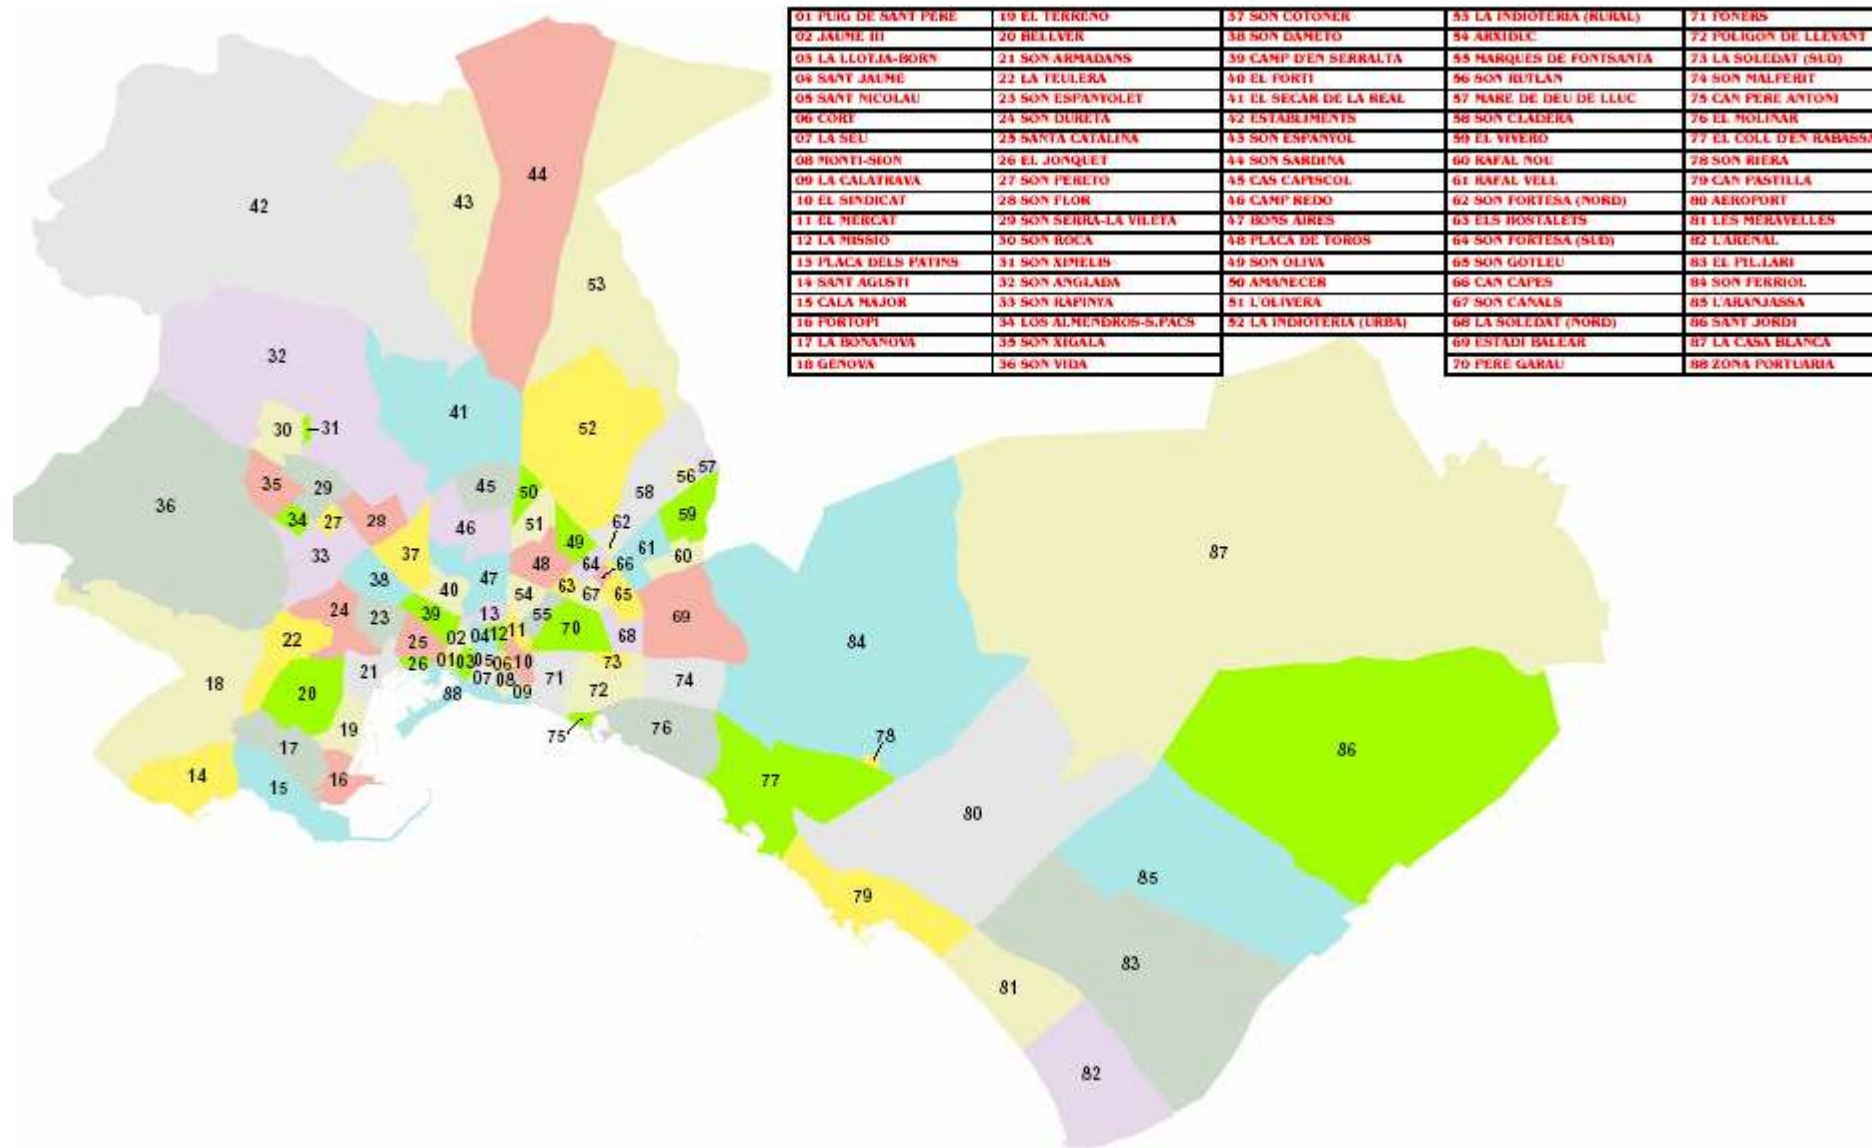 01 PUIG DE SANT PERE
02 JAUME III
03 LA LLOTJA-BORN
04 SANT JAUME
05 SANT NICOLAU
06 CORT
07 LA SEU
08 MONTI-SION
09 LA CALATRAVA
10 EL SINDICAT
11 EL MERCAT
12 LA MISSIO
13 PLACA DELS PATINS
14 SANT AGUSTI
15 CALA MAJOR
16 PORTOPI
17 LA BONANOVA
18 GENOVA
19 EL TERRENO
20 BELLVER
21 SON ARMADANS
22 LA TEULERA
23 SON ESPANYOLET
24 SON DURETA
25 SANTA CATALINA
26 EL JONQUET
27 SON PERETO
28 SON FLOR
29 SON SERRA-LA VILETA
30 SON ROCA
31 SON XIMELIS
32 SON ANGLADA
33 SON RAPINYA
34 LOS ALMENDROS-S.PACS
35 SON XIGALA
36 SON VIDA
37 SON COTONER
38 SON DAMETO
39 CAMP D'EN SERRALTA
40 EL FORTI
41 EL SECAR DE LA REAL
42 ESTABLIMENTS
43 SON ESPANYOL
44 SON SARDINA
45 CAS CAPISCOL
46 CAMP REDO
47 BONS AIRES
48 PLACA DE TOROS
49 SON OLIVA
50 AMANECER
51 L'OLIVERA
52 LA INDIOTERIA (URBA)
53 LA INDIOTERIA (RURAL)
54 ARXIDUC
55 MARQUES DE FONTSANTA
56 SON RUTLAN
57 MARE DE DEU DE LLUC
58 SON CLADERA
59 EL VIVERO
60 RAFAL NOU
61 RAFAL VELL
62 SON FORTESA (NORD)
63 ELS HOSTALETS
64 SON FORTESA (SUD)
65 SON GOTLEU
66 CAN CAPES
67 SON CANALS
68 LA SOLEDAT (NORD)
69 ESTADI BALEAR
70 PERE GARAU
71 FONERS
72 POLIGON DE LLEVANT
73 LA SOLEDAT (SUD)
74 SON MALFERIT
75 CAN PERE ANTONI
76 EL MOLINAR
77 EL COLL D'EN RABASSA
78 SON RIERA
79 CAN PASTILLA
80 AEROPORT
81 LES MERAVELLES
82 L'ARENAL
83 EL PIL.LARI
84 SON FERRIOL
85 L'ARANJASSA
86 SANT JORDI
87 LA CASA BLANCA
88 ZONA PORTUARIA
44
42
43
53
32
41
30
31
52
35
29
45
50
56
57
58
36
34
27
28
46
51
59
62
33
37
49
61
60
87
38
48
64
66
47
40
63
67
65
54
24
23
39
13
55
69
22
25
02
04
12
11
70
68
84
26
01
03
05
06
10
73
18
21
07
08
71
74
20
88
09
72
19
76
75
78
86
17
14
16
15
77
80
85
79
83
81
82